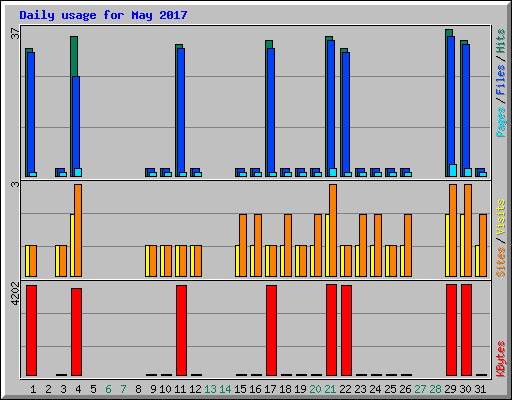 Daily usage for May 2017
37
Pages / Files / Hits
3
Sites / Visits
4202
KBytes
1 2 3 4 5 6 7 8 9 10 11 12 13 14 15 16 17 18 19 20 21 22 23 24 25 26 27 28 29 30 31